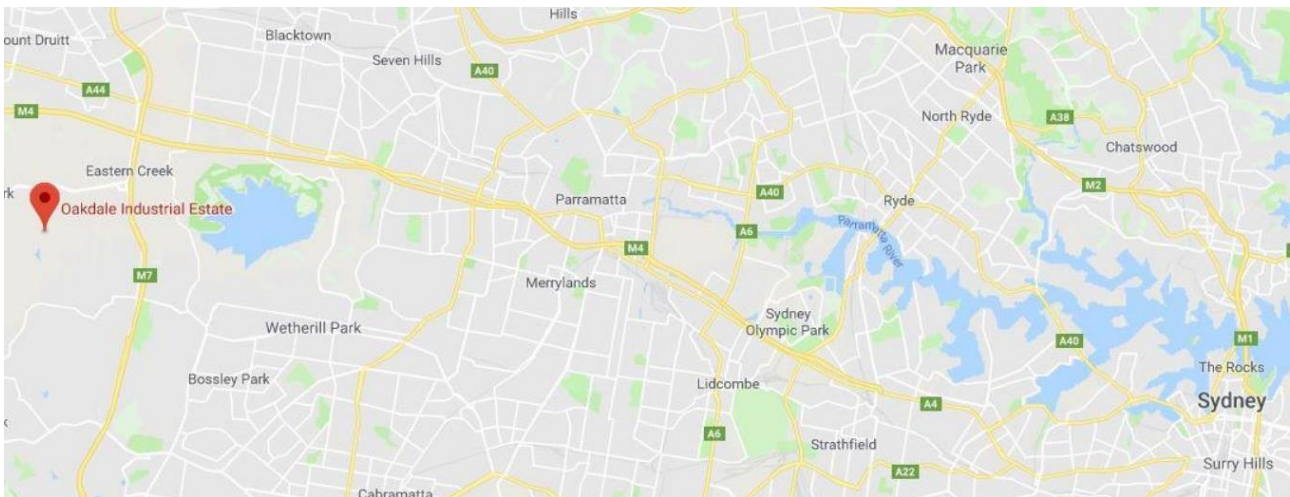 Hills
ount Druitt
Blacktown
Seven Hills
A40
Macquarie
Park
A44
M4
North Ryde
A38
Chatswood
Eastern Creek
M2
rk
Oakdale Industrial Estate
Parramatta
A40
Ryde
A6
Parramatta
River
M4
M7
Merrylands
Sydney
Olympic Park
Wetherill Park
A40
M1
The Rocks
Bossley Park
Lidcombe
A4
Sydney
k
A6
Strathfield
A22
Surry Hills
Cabramatta